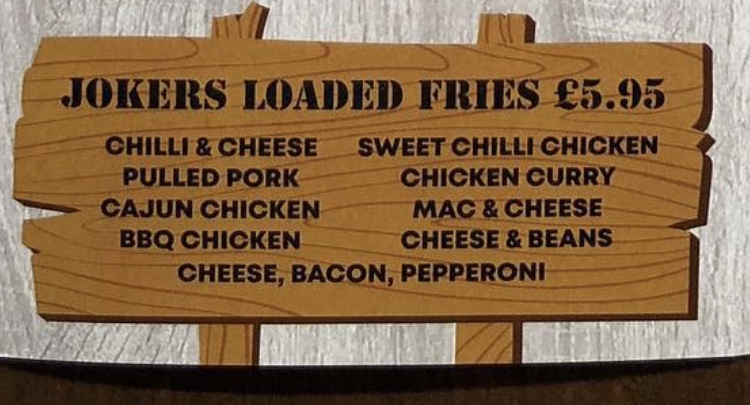 JOKERS LOADED FRIES £5.95
CHILLI & CHEESE
PULLED PORK
CAJUN CHICKEN
BBQ CHICKEN
SWEET CHILLI CHICKEN
CHICKEN CURRY
MAC & CHEESE
CHEESE & BEANS
CHEESE, BACON, PEPPERONI